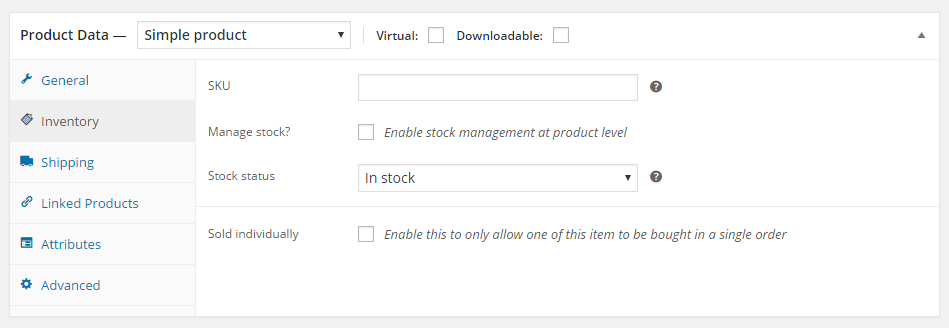 Product Data — Simple product Virtual: Downloadable:
General
Inventory
Shipping
Linked Products
Attributes
Advanced
SKU
Manage stock? Enable stock management at product level
Stock status In stock
Sold individually Enable this to only allow one of this item to be bought in a single order